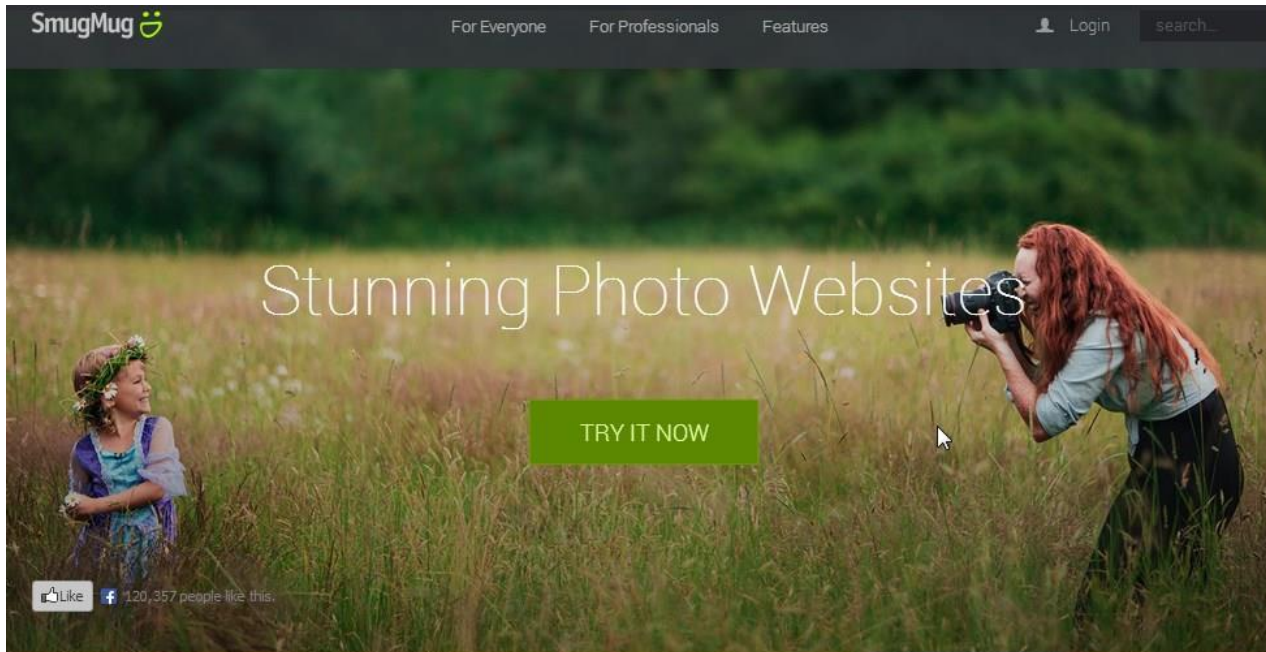 SmugMug
For Everyone
For Professionals
Features
Login
search...
Stunning Photo Websites
TRY IT NOW
Like
120,357 people like this.